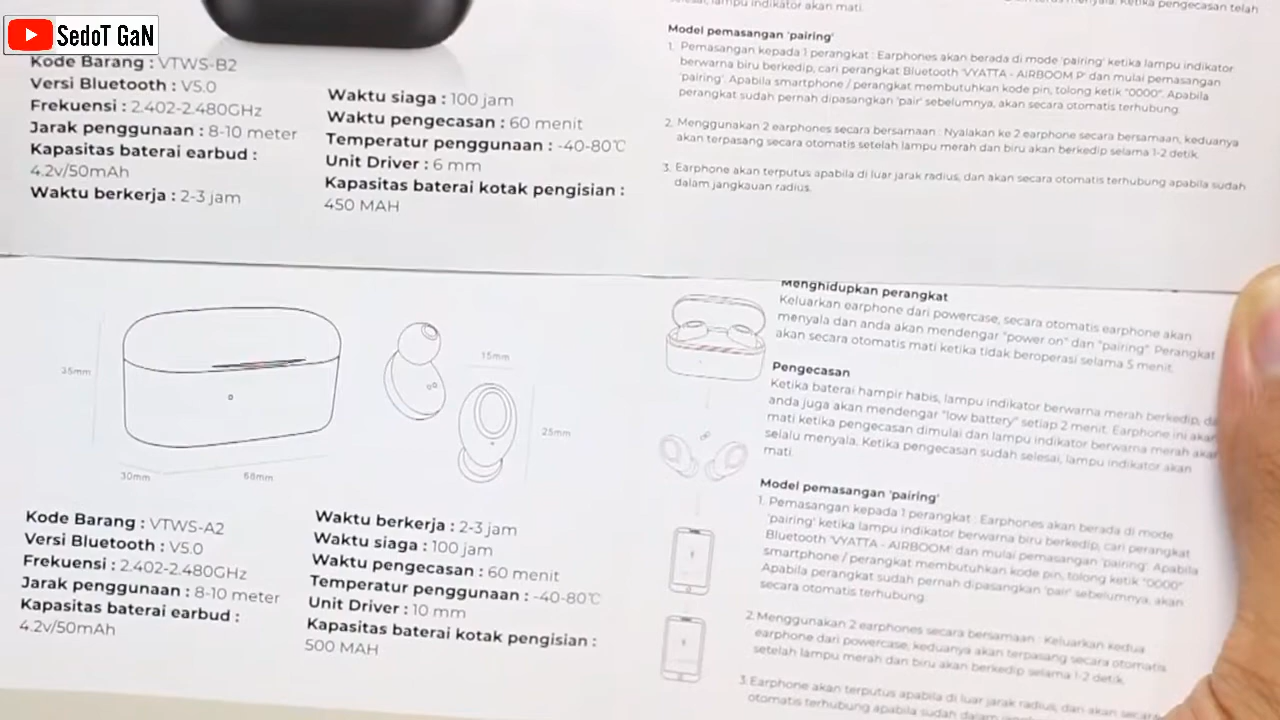 SedoT GaN
Kode Barang : VTWS-B2
Versi Bluetooth : V5.0
Frekuensi : 2.402-2.480GHz
Jarak penggunaan : 8-10 meter
Kapasitas baterai earbud :
4.2v/50mAh
Waktu berkerja : 2-3 jam
Waktu siaga : 100 jam
Waktu pengecasan : 60 menit
Temperatur penggunaan : -40-80℃
Unit Driver : 6 mm
Kapasitas baterai kotak pengisian :
450 MAH
selesai, lampu indikator akan mati.
Model pemasangan 'pairing'
1. Pemasangan kepada 1 perangkat : Earphones akan berada di mode 'pairing' ketika lampu indikator
berwarna biru berkedip, cari perangkat Bluetooth 'VYATTA - AIRBOOM P' dan mulai pemasangan
'pairing'. Apabila smartphone / perangkat membutuhkan kode pin, tolong ketik "0000". Apabila
perangkat sudah pernah dipasangkan 'pair' sebelumnya, akan secara otomatis terhubung.
2. Menggunakan 2 earphones secara bersamaan : Nyalakan ke 2 earphone secara bersamaan, keduanya
akan terpasang secara otomatis setelah lampu merah dan biru akan berkedip selama 1-2 detik.
3. Earphone akan terputus apabila di luar jarak radius, dan akan secara otomatis terhubung apabila sudah
dalam jangkauan radius.
35mm
30mm
68mm
15mm
25mm
Kode Barang : VTWS-A2
Versi Bluetooth : V5.0
Frekuensi : 2.402-2.480GHz
Jarak penggunaan : 8-10 meter
Kapasitas baterai earbud :
4.2v/50mAh
Waktu berkerja : 2-3 jam
Waktu siaga : 100 jam
Waktu pengecasan : 60 menit
Temperatur penggunaan : -40-80℃
Unit Driver : 10 mm
Kapasitas baterai kotak pengisian :
500 MAH
Menghidupkan perangkat
Keluarkan earphone dari powercase, secara otomatis earphone akan
menyala dan anda akan mendengar "power on" dan "pairing". Perangkat
akan secara otomatis mati ketika tidak beroperasi selama 5 menit.
Pengecasan
Ketika baterai hampir habis, lampu indikator berwarna merah berkedip,
anda juga akan mendengar "low battery" setiap 2 menit. Earphone ini akan
mati ketika pengecasan dimulai dan lampu indikator berwarna merah akan
selalu menyala. Ketika pengecasan sudah selesai, lampu indikator akan
mati.
Model pemasangan 'pairing'
1. Pemasangan kepada 1 perangkat : Earphones akan berada di mode
'pairing' ketika lampu indikator berwarna biru berkedip, cari perangkat
Bluetooth 'VYATTA - AIRBOOM' dan mulai pemasangan 'pairing'. Apabila
smartphone / perangkat membutuhkan kode pin, tolong ketik "0000"
Apabila perangkat sudah pernah dipasangkan 'pair' sebelumnya, akan
secara otomatis terhubung.
2. Menggunakan 2 earphones secara bersamaan : Keluarkan kedua
earphone dari powercase, keduanya akan terpasang secara otomatis
setelah lampu merah dan biru akan berkedip selama 1-2 detik.
3. Earphone akan terputus apabila di luar jarak radius, dan akan secara
otomatis terhubung apabila sudah dalam